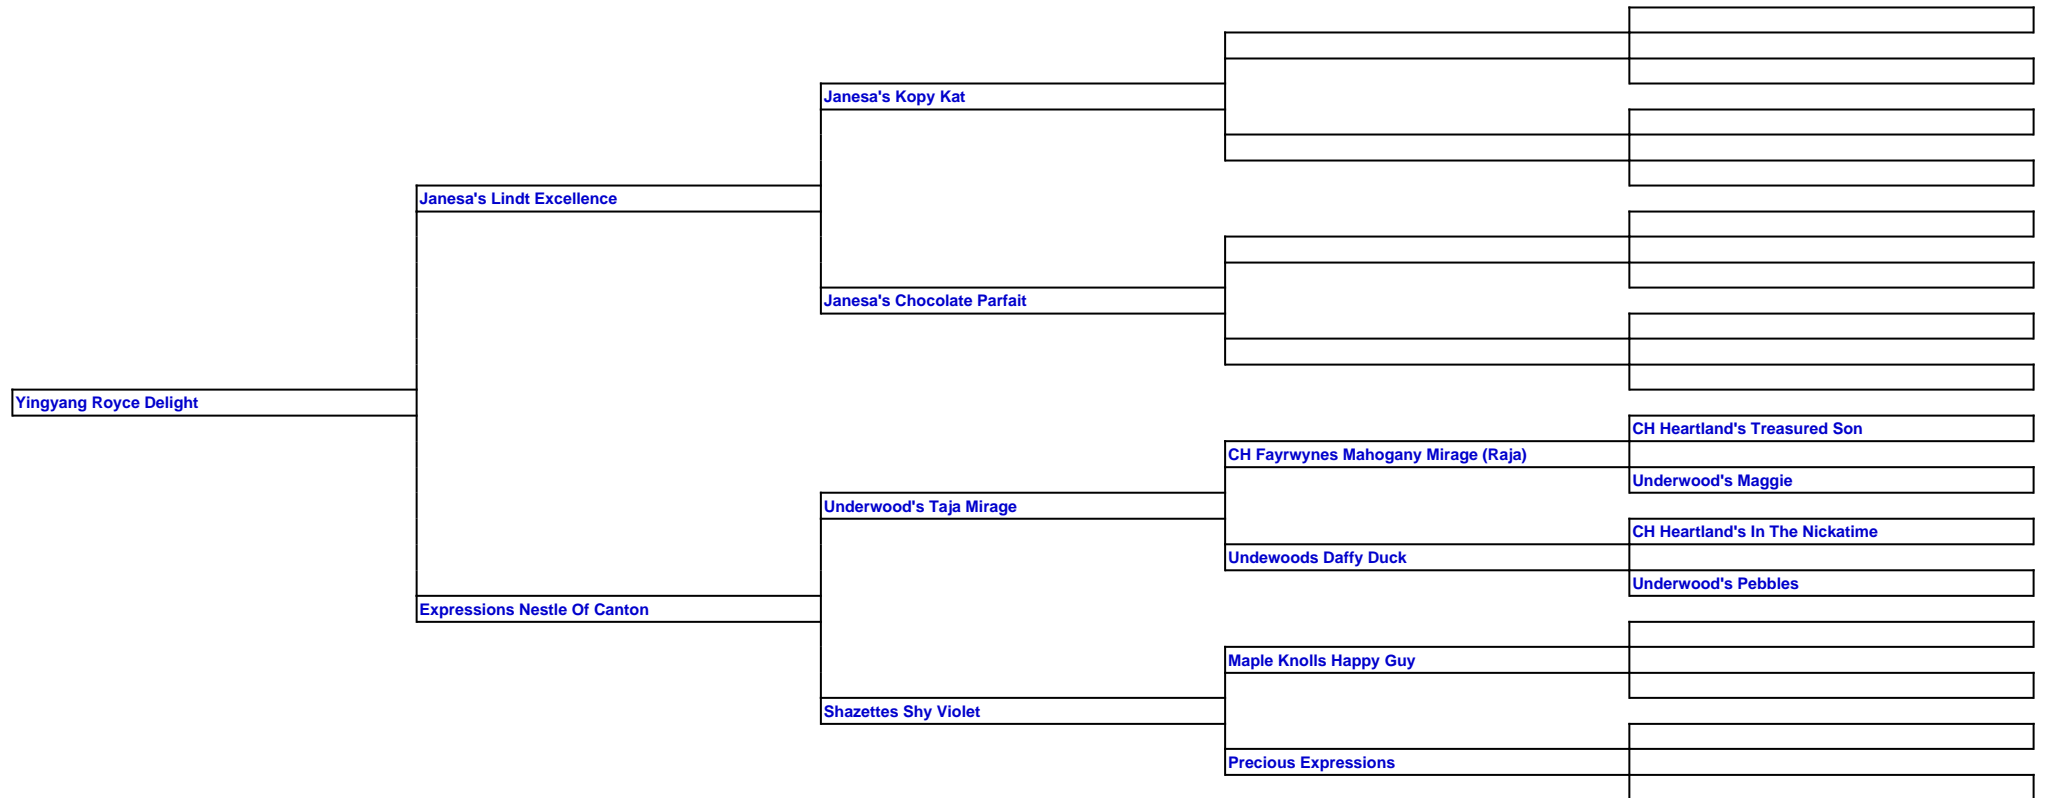 Janesa's Kopy Kat
Janesa's Lindt Excellence
Janesa's Chocolate Parfait
Yingyang Royce Delight
CH Heartland's Treasured Son
CH Fayrwynes Mahogany Mirage (Raja)
Underwood's Maggie
Underwood's Taja Mirage
CH Heartland's In The Nickatime
Undewoods Daffy Duck
Underwood's Pebbles
Expressions Nestle Of Canton
Maple Knolls Happy Guy
Shazettes Shy Violet
Precious Expressions